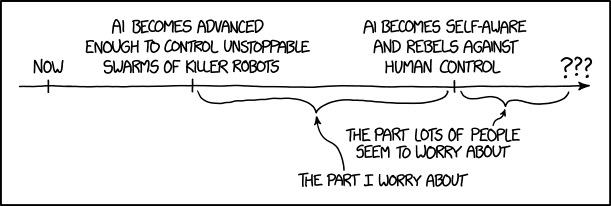 NOW
AI BECOMES ADVANCED
ENOUGH TO CONTROL UNSTOPPABLE
SWARMS OF KILLER ROBOTS
AI BECOMES SELF-AWARE
AND REBELS AGAINST
HUMAN CONTROL
???
THE PART LOTS OF PEOPLE
SEEM TO WORRY ABOUT
THE PART I WORRY ABOUT